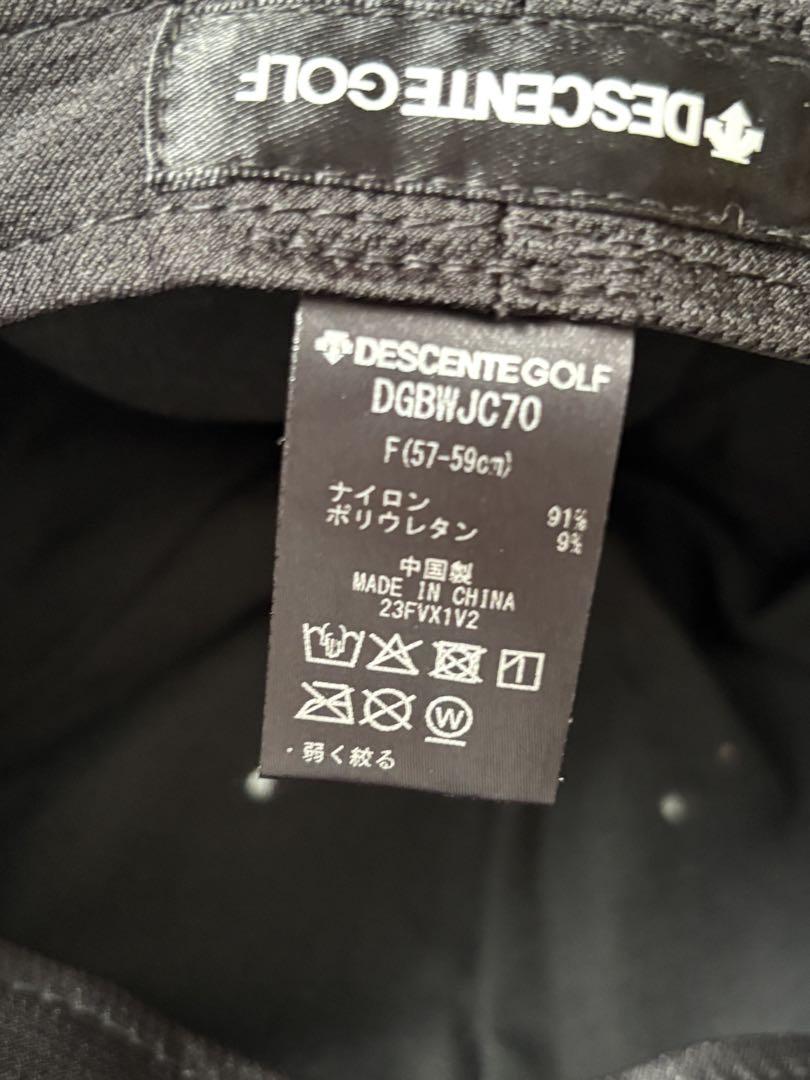 DESCENTE GOLF
DESCENTE GOLF
DGBWJC70
F(57-59cm)
ナイロン 91%
ポリウレタン 9%
中国製
MADE IN CHINA
23FVX1V2
W
・弱く絞る